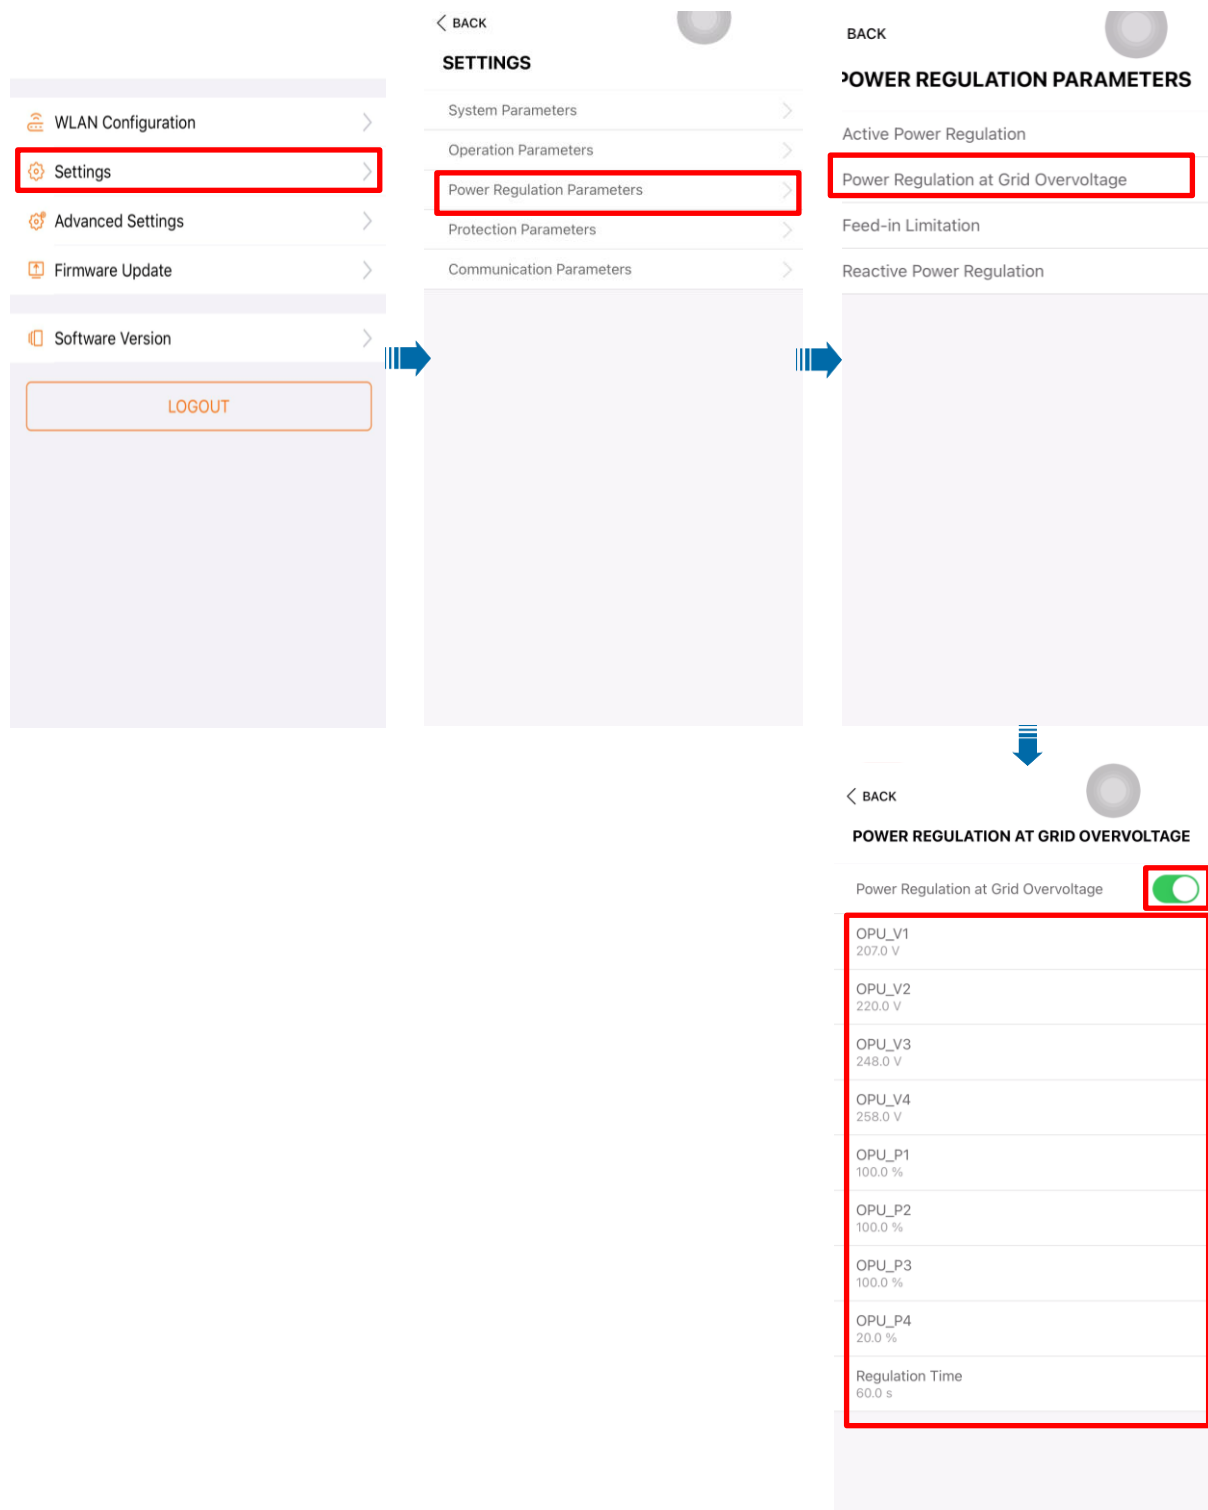 WLAN Configuration
Settings
Advanced Settings
Firmware Update
Software Version
LOGOUT
BACK
SETTINGS
System Parameters
Operation Parameters
Power Regulation Parameters
Protection Parameters
Communication Parameters
BACK
POWER REGULATION PARAMETERS
Active Power Regulation
Power Regulation at Grid Overvoltage
Feed-in Limitation
Reactive Power Regulation
BACK
POWER REGULATION AT GRID OVERVOLTAGE
Power Regulation at Grid Overvoltage
OPU_V1
207.0 V
OPU_V2
220.0 V
OPU_V3
248.0 V
OPU_V4
258.0 V
OPU_P1
100.0 %
OPU_P2
100.0 %
OPU_P3
100.0 %
OPU_P4
20.0 %
Regulation Time
60.0 s